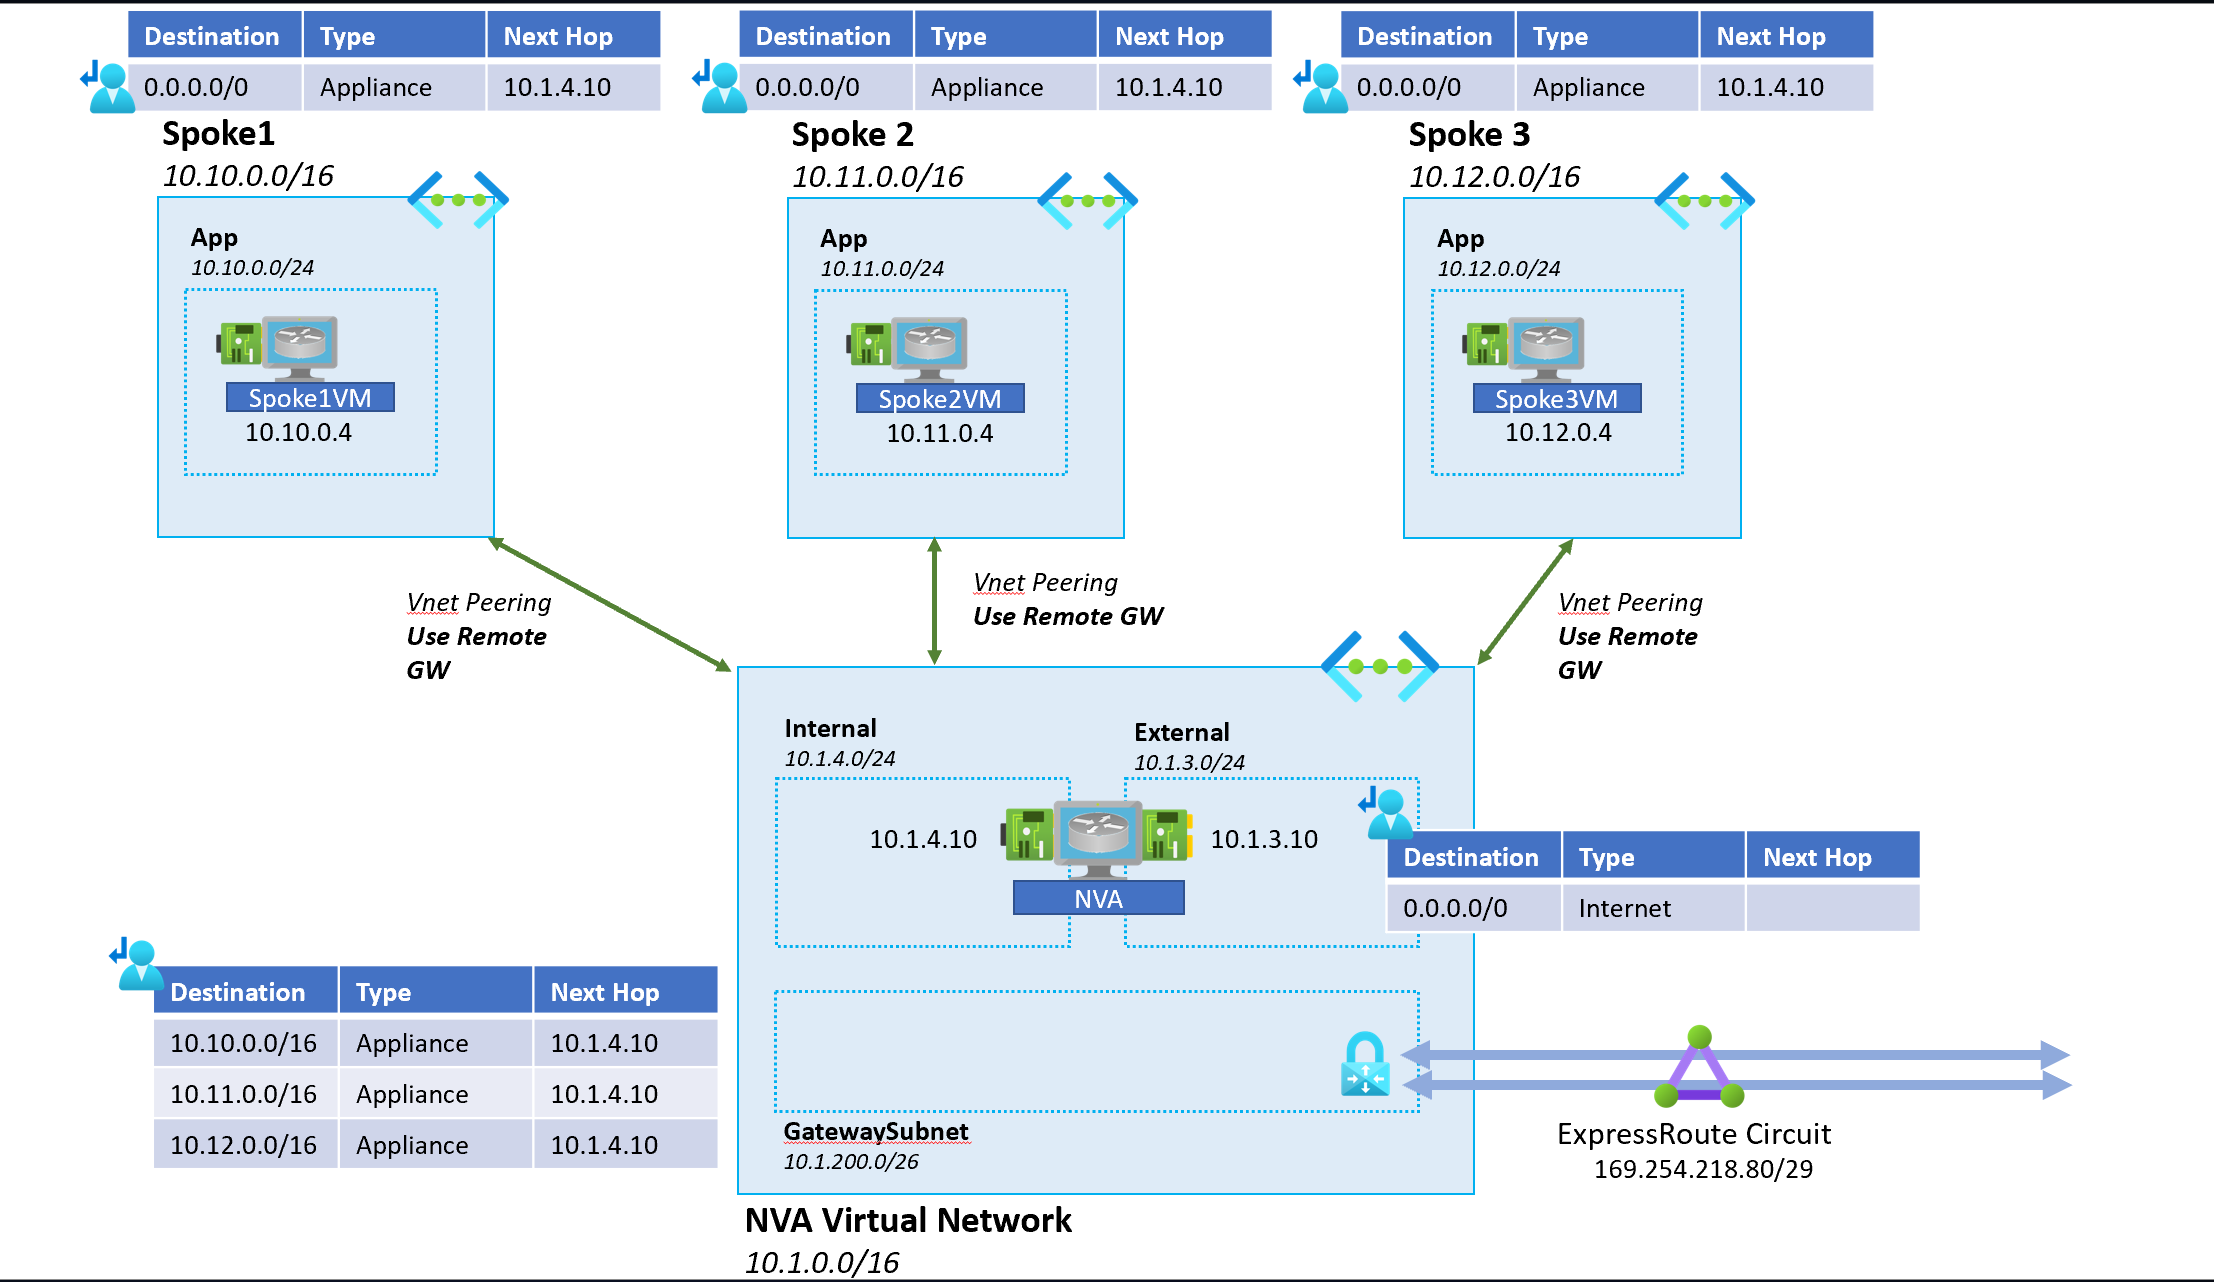 Destination Type Next Hop
0.0.0.0/0 Appliance 10.1.4.10
Spoke1
10.10.0.0/16
App
10.10.0.0/24
Spoke1VM
10.10.0.4
Destination Type Next Hop
0.0.0.0/0 Appliance 10.1.4.10
Spoke 2
10.11.0.0/16
App
10.11.0.0/24
Spoke2VM
10.11.0.4
Destination Type Next Hop
0.0.0.0/0 Appliance 10.1.4.10
Spoke 3
10.12.0.0/16
App
10.12.0.0/24
Spoke3VM
10.12.0.4
Vnet Peering
Use Remote
GW
Vnet Peering
Use Remote GW
Vnet Peering
Use Remote
GW
Internal
10.1.4.0/24
External
10.1.3.0/24
10.1.4.10
10.1.3.10
NVA
Destination Type Next Hop
0.0.0.0/0 Internet
Destination Type Next Hop
10.10.0.0/16 Appliance 10.1.4.10
10.11.0.0/16 Appliance 10.1.4.10
10.12.0.0/16 Appliance 10.1.4.10
GatewaySubnet
10.1.200.0/26
ExpressRoute Circuit
169.254.218.80/29
NVA Virtual Network
10.1.0.0/16